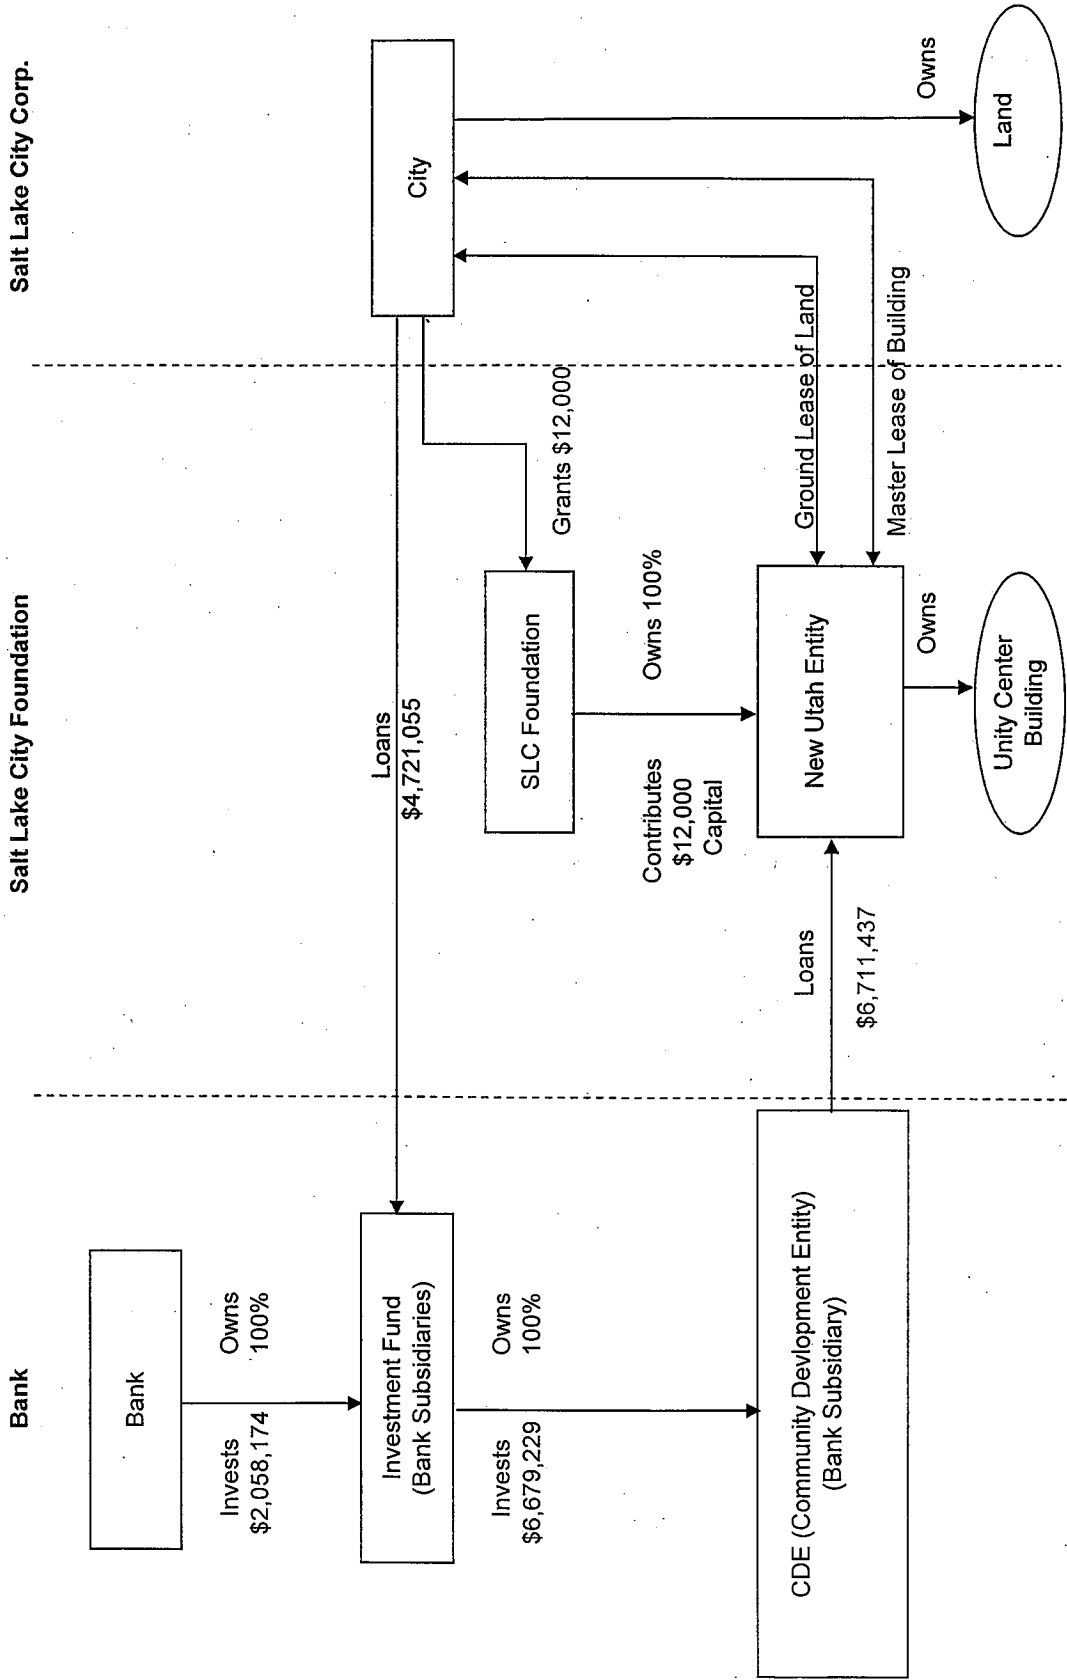 Bank
Salt Lake City Foundation
Salt Lake City Corp.
Bank
Invests
$2,058,174
Owns
100%
Investment Fund
(Bank Subsidiaries)
Invests
$6,679,229
Owns
100%
CDE (Community Devlopment Entity)
(Bank Subsidiary)
Loans
$4,721,055
SLC Foundation
Grants $12,000
Contributes
$12,000
Capital
Owns 100%
Loans
$6,711,437
New Utah Entity
Owns
Unity Center
Building
City
Ground Lease of Land
Master Lease of Building
Owns
Land